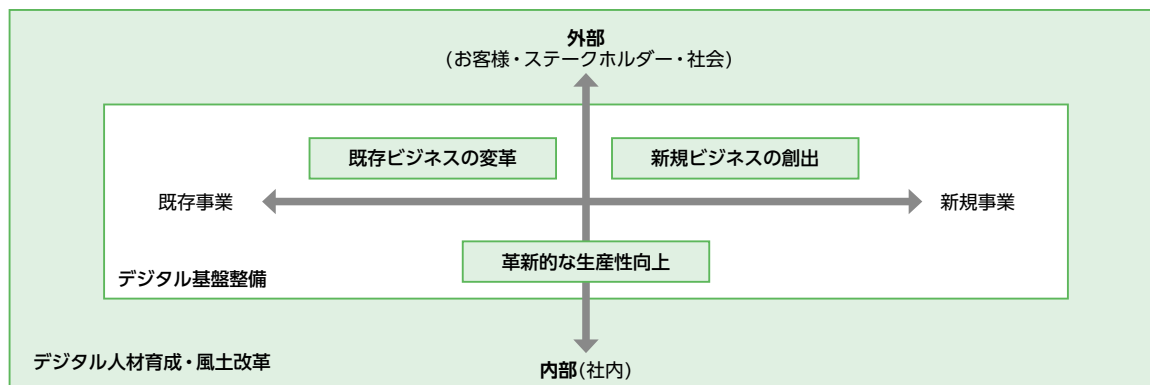 外部
(お客様・ステークホルダー・社会)
既存ビジネスの変革
新規ビジネスの創出
既存事業
新規事業
革新的な生産性向上
デジタル基盤整備
デジタル人材育成・風土改革
内部(社内)